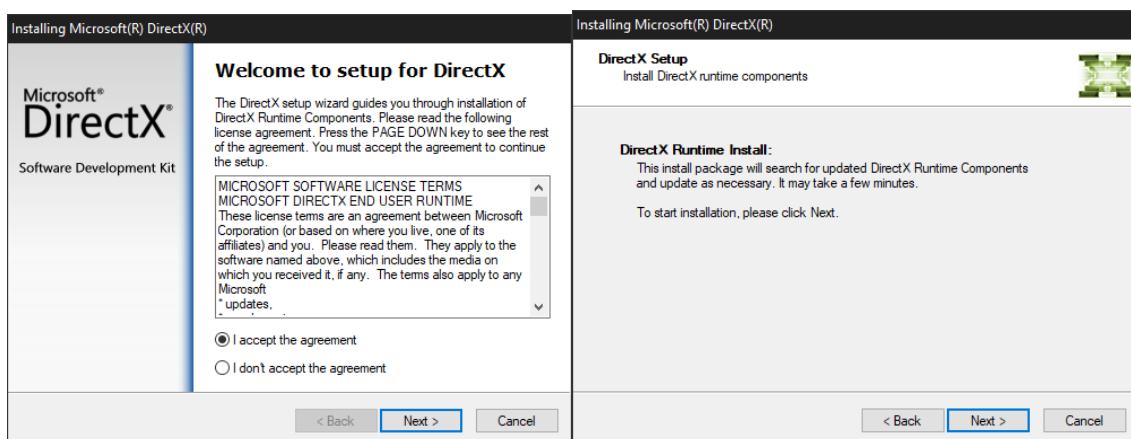 Installing Microsoft(R) DirectX(R)
Microsoft®
DirectX®
Software Development Kit
Welcome to setup for DirectX
The DirectX setup wizard guides you through installation of
DirectX Runtime Components. Please read the following
license agreement. Press the PAGE DOWN key to see the rest
of the agreement. You must accept the agreement to continue
the setup.
MICROSOFT SOFTWARE LICENSE TERMS
MICROSOFT DIRECTX END USER RUNTIME
These license terms are an agreement between Microsoft
Corporation (or based on where you live, one of its
affiliates) and you.  Please read them.  They apply to the
software named above, which includes the media on
which you received it, if any.  The terms also apply to any
Microsoft
* updates,
I accept the agreement
I don't accept the agreement
< Back
Next >
Cancel
Installing Microsoft(R) DirectX(R)
DirectX Setup
Install DirectX runtime components
DirectX Runtime Install:
This install package will search for updated DirectX Runtime Components
and update as necessary. It may take a few minutes.
To start installation, please click Next.
< Back
Next >
Cancel